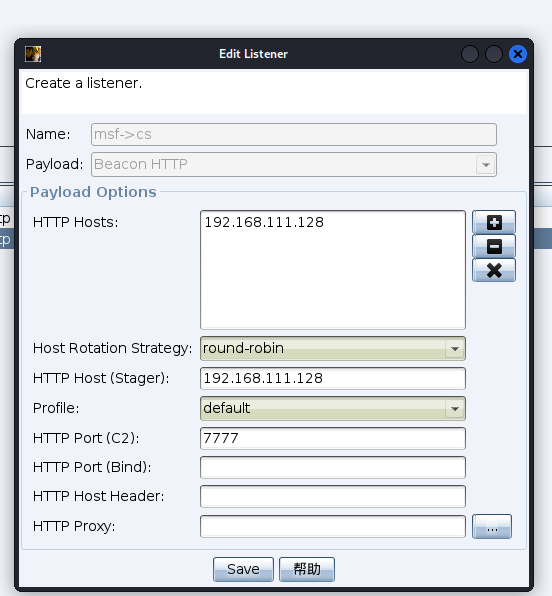 Edit Listener
Create a listener.
Name: msf->cs
Payload: Beacon HTTP
Payload Options
tp
HTTP Hosts: 192.168.111.128
tp
Host Rotation Strategy: round-robin
HTTP Host (Stager): 192.168.111.128
Profile: default
HTTP Port (C2): 7777
HTTP Port (Bind):
HTTP Host Header:
HTTP Proxy: ...
Save 帮助